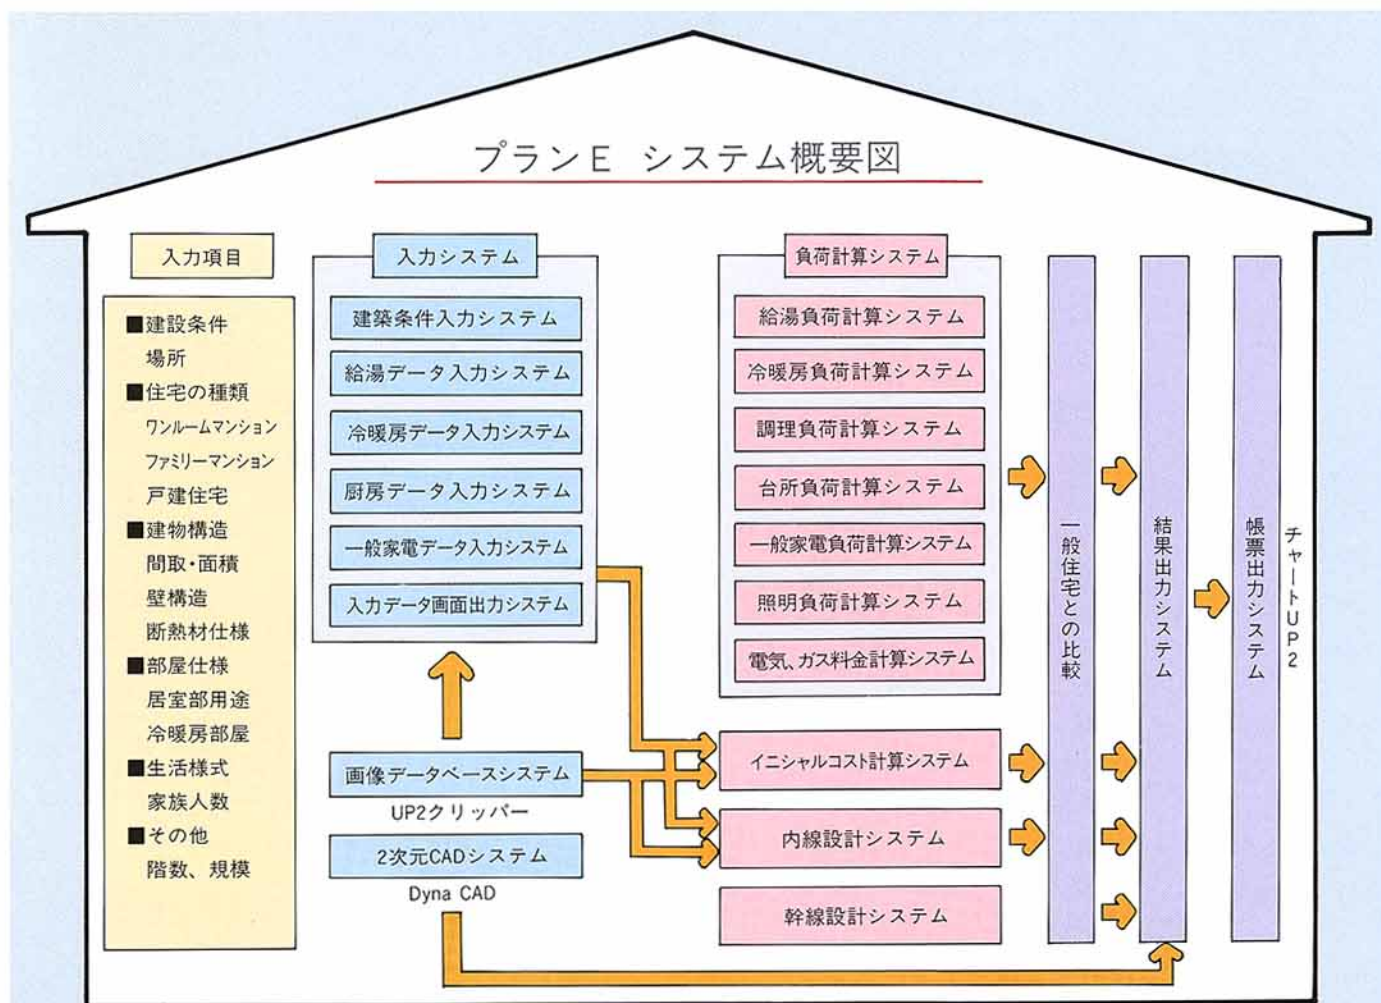 プランE システム概要図
入力項目
■建設条件
場所
■住宅の種類
ワンルームマンション
ファミリーマンション
戸建住宅
■建物構造
間取・面積
壁構造
断熱材仕様
■部屋仕様
居室部用途
冷暖房部屋
■生活様式
家族人数
■その他
階数、規模
入力システム
建築条件入力システム
給湯データ入力システム
冷暖房データ入力システム
厨房データ入力システム
一般家電データ入力システム
入力データ画面出力システム
画像データベースシステム
UP2クリッパー
2次元CADシステム
Dyna CAD
負荷計算システム
給湯負荷計算システム
冷暖房負荷計算システム
調理負荷計算システム
台所負荷計算システム
一般家電負荷計算システム
照明負荷計算システム
電気、ガス料金計算システム
イニシャルコスト計算システム
内線設計システム
幹線設計システム
一般住宅との比較
結果出力システム
帳票出力システム
チャートUP2